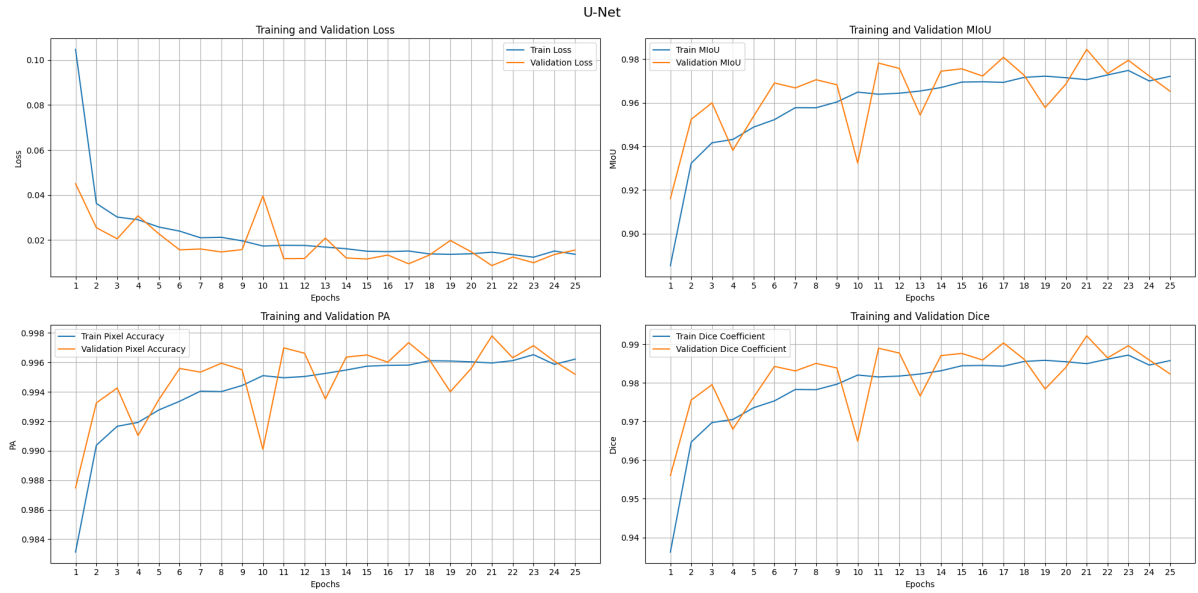 U-Net
Training and Validation Loss
Train Loss
Validation Loss
0.10
0.08
0.06
0.04
0.02
Loss
1 2 3 4 5 6 7 8 9 10 11 12 13 14 15 16 17 18 19 20 21 22 23 24 25
Epochs
Training and Validation MIoU
Train MIoU
Validation MIoU
0.98
0.96
0.94
0.92
0.90
MIoU
1 2 3 4 5 6 7 8 9 10 11 12 13 14 15 16 17 18 19 20 21 22 23 24 25
Epochs
Training and Validation PA
Train Pixel Accuracy
Validation Pixel Accuracy
0.998
0.996
0.994
0.992
0.990
0.988
0.986
0.984
PA
1 2 3 4 5 6 7 8 9 10 11 12 13 14 15 16 17 18 19 20 21 22 23 24 25
Epochs
Training and Validation Dice
Train Dice Coefficient
Validation Dice Coefficient
0.99
0.98
0.97
0.96
0.95
0.94
Dice
1 2 3 4 5 6 7 8 9 10 11 12 13 14 15 16 17 18 19 20 21 22 23 24 25
Epochs